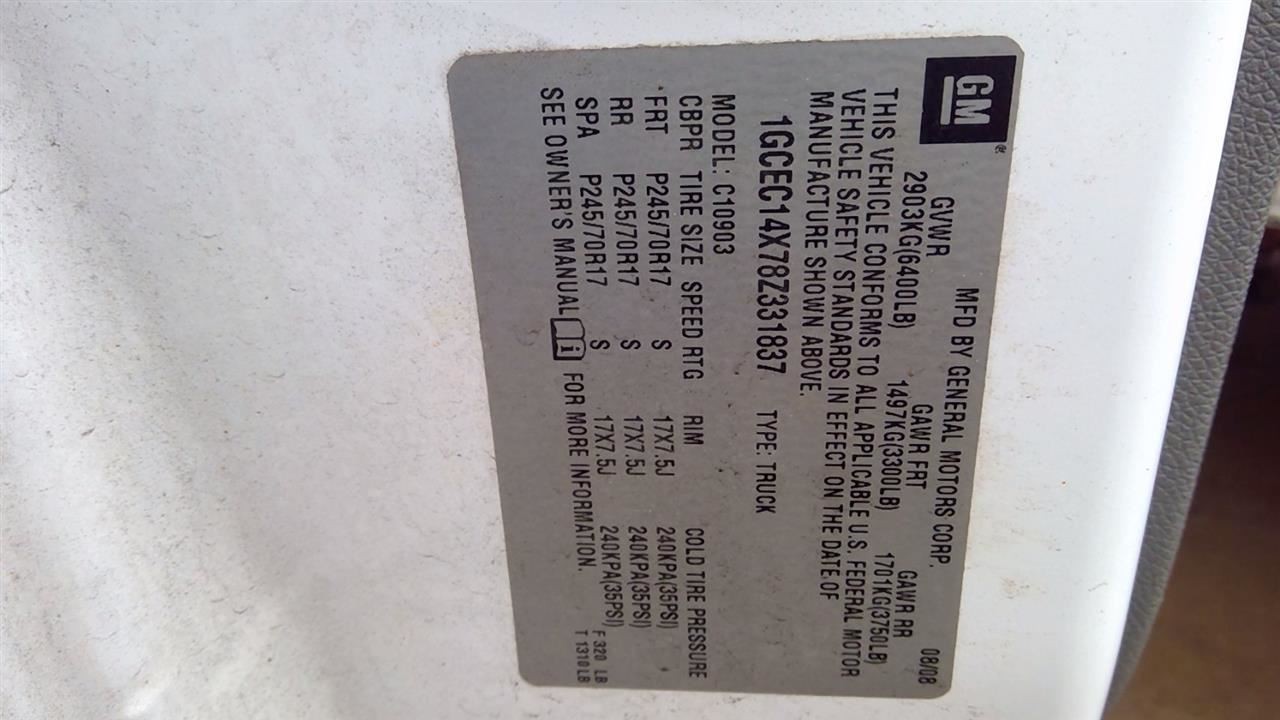 GM®
MFD BY GENERAL MOTORS CORP. 08/08
GVWR GAWR FRT GAWR RR
2903KG(6400LB) 1497KG(3300LB) 1701KG(3750LB)
THIS VEHICLE CONFORMS TO ALL APPLICABLE U.S. FEDERAL MOTOR
VEHICLE SAFETY STANDARDS IN EFFECT ON THE DATE OF
MANUFACTURE SHOWN ABOVE.
1GCEC14X78Z331837 TYPE: TRUCK
MODEL: C10903
CBPR TIRE SIZE SPEED RTG RIM COLD TIRE PRESSURE
FRT P245/70R17 S 17X7.5J 240KPA(35PSI)
RR P245/70R17 S 17X7.5J 240KPA(35PSI)
SPA P245/70R17 S 17X7.5J 240KPA(35PSI) F 320 LB
SEE OWNER'S MANUAL i FOR MORE INFORMATION. T 1310 LB